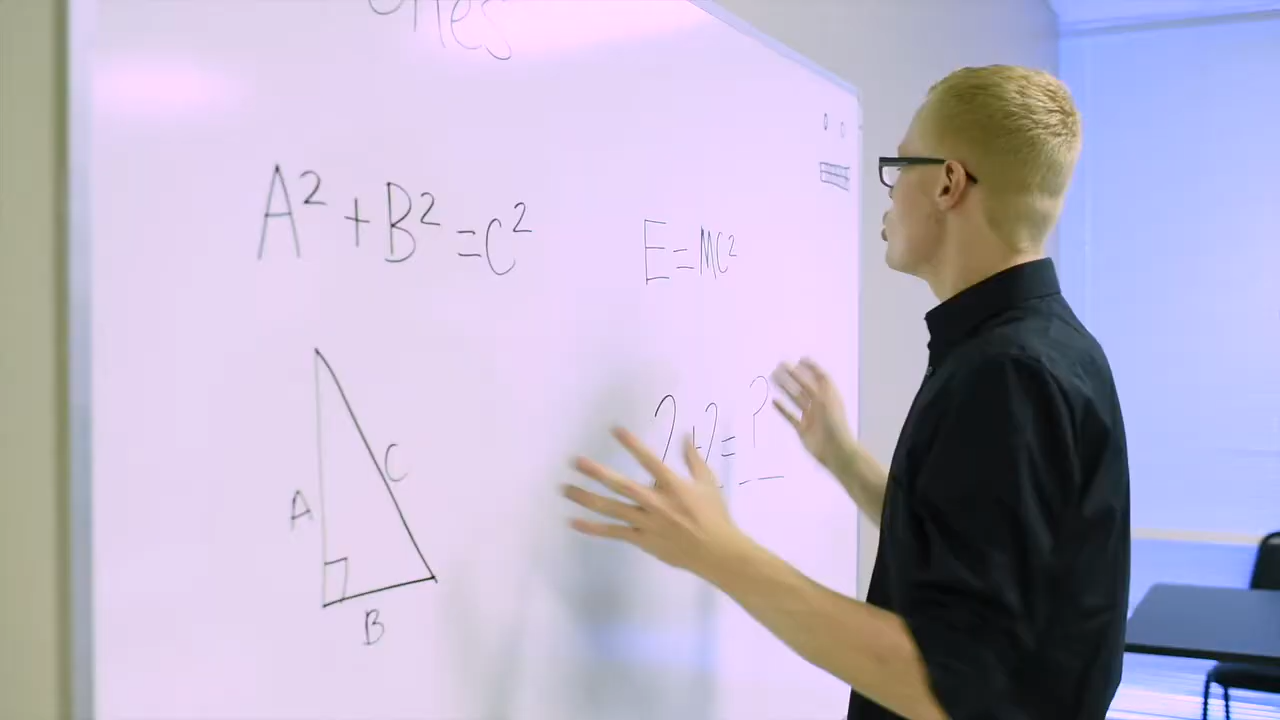 A² + B² = C²
E = MC²
2 + 2 = ?
A
C
B